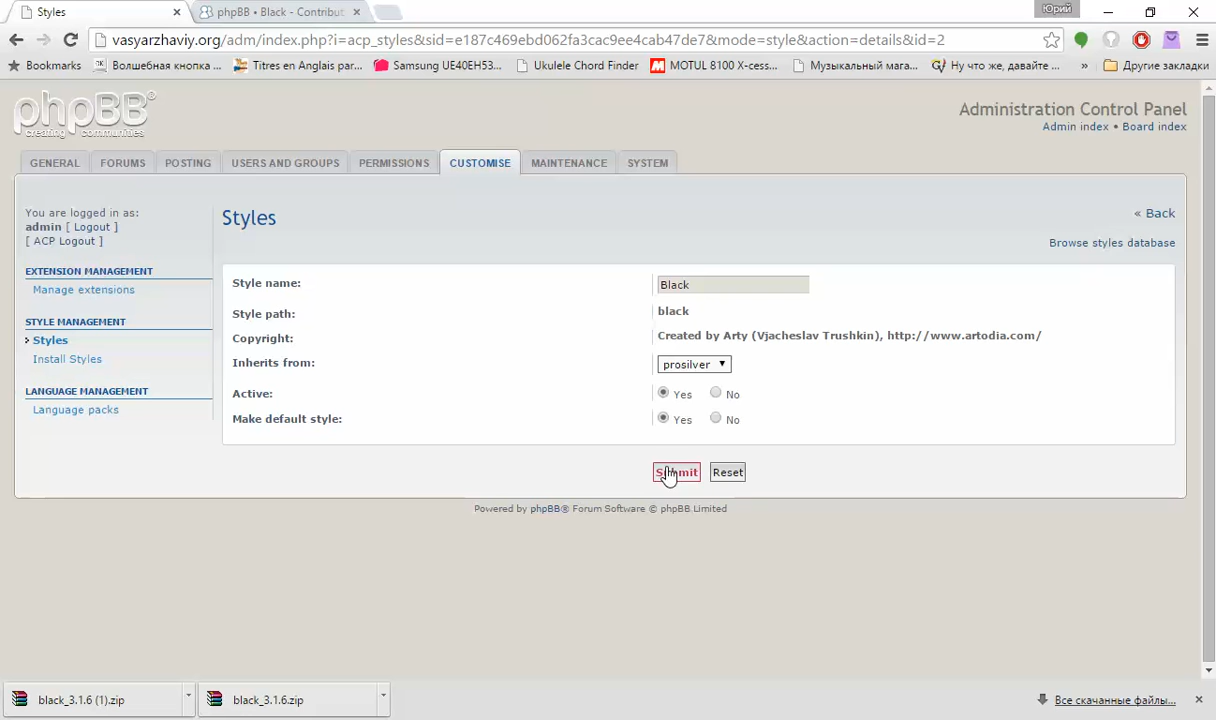 Styles
phpBB • Black - Contribut
Юрий
vasyarzhaviy.org/adm/index.php?i=acp_styles&sid=e187c469ebd062fa3cac9ee4cab47de7&mode=style&action=details&id=2
Bookmarks
Волшебная кнопка ...
Titres en Anglais par...
Samsung UE40EH53...
Ukulele Chord Finder
MOTUL 8100 X-cess...
Музыкальный мага...
Ну что же, давайте ...
»
Другие закладки
phpBB®
creating communities
Administration Control Panel
Admin index • Board index
GENERAL
FORUMS
POSTING
USERS AND GROUPS
PERMISSIONS
CUSTOMISE
MAINTENANCE
SYSTEM
You are logged in as:
admin [ Logout ]
[ ACP Logout ]
EXTENSION MANAGEMENT
Manage extensions
STYLE MANAGEMENT
Styles
Install Styles
LANGUAGE MANAGEMENT
Language packs
Styles
« Back
Browse styles database
Style name: Black
Style path: black
Copyright: Created by Arty (Vjacheslav Trushkin), http://www.artodia.com/
Inherits from: prosilver
Active: Yes No
Make default style: Yes No
Submit Reset
Powered by phpBB® Forum Software © phpBB Limited
black_3.1.6 (1).zip
black_3.1.6.zip
Все скачанные файлы...